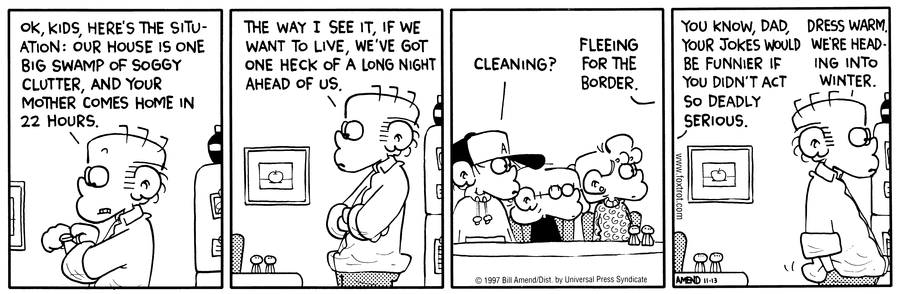 OK, KIDS, HERE'S THE SITU-
ATION: OUR HOUSE IS ONE
BIG SWAMP OF SOGGY
CLUTTER, AND YOUR
MOTHER COMES HOME IN
22 HOURS.
THE WAY I SEE IT, IF WE
WANT TO LIVE, WE'VE GOT
ONE HECK OF A LONG NIGHT
AHEAD OF US.
CLEANING?
FLEEING
FOR THE
BORDER.
A
© 1997 Bill Amend/Dist. by Universal Press Syndicate
YOU KNOW, DAD,
YOUR JOKES WOULD
BE FUNNIER IF
YOU DIDN'T ACT
SO DEADLY
SERIOUS.
DRESS WARM.
WE'RE HEAD-
ING INTO
WINTER.
www.foxtrot.com
AMEND 11-13